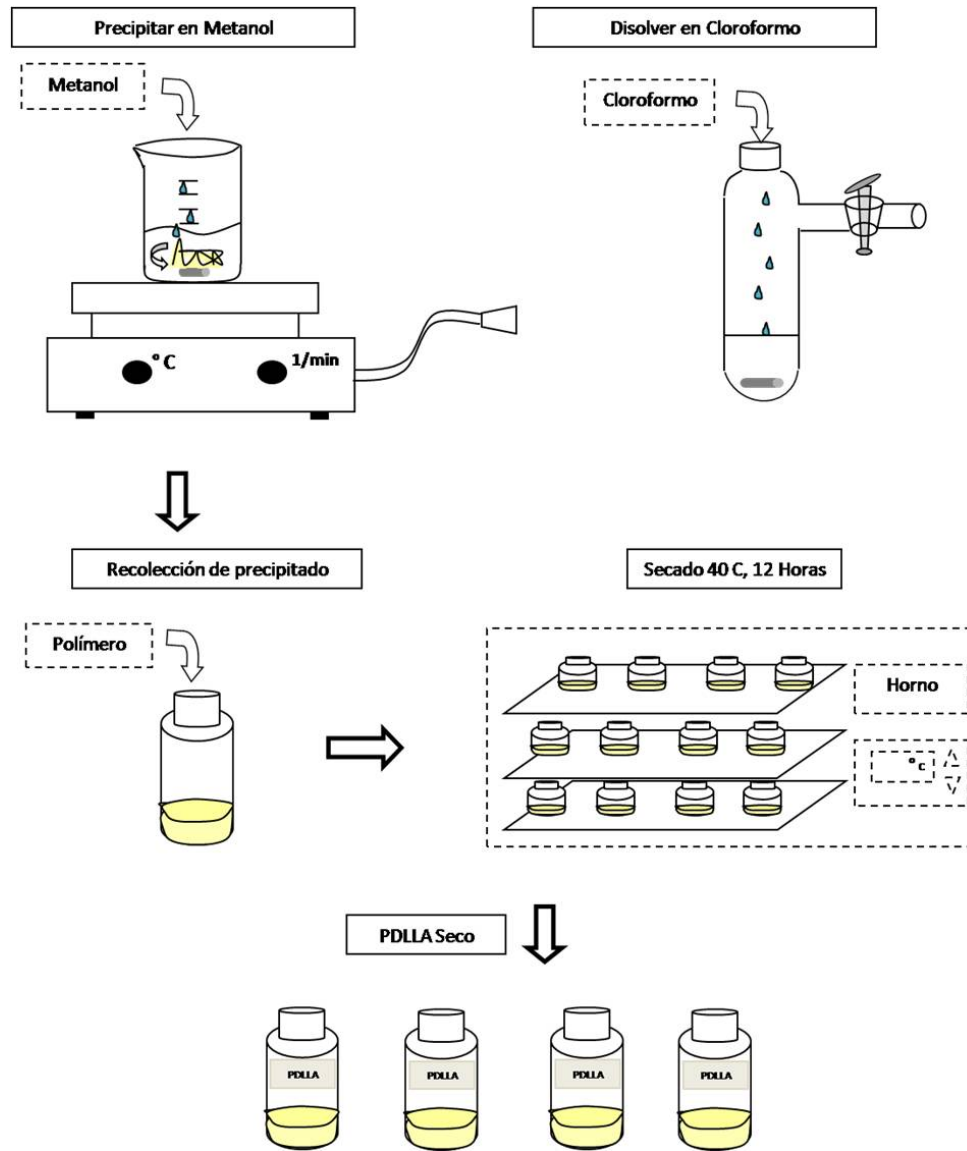 Precipitar en Metanol
Disolver en Cloroformo
Metanol
Cloroformo
° C
1/min
Recolección de precipitado
Secado 40 C, 12 Horas
Polímero
Horno
° C
PDLLA Seco
PDLLA
PDLLA
PDLLA
PDLLA